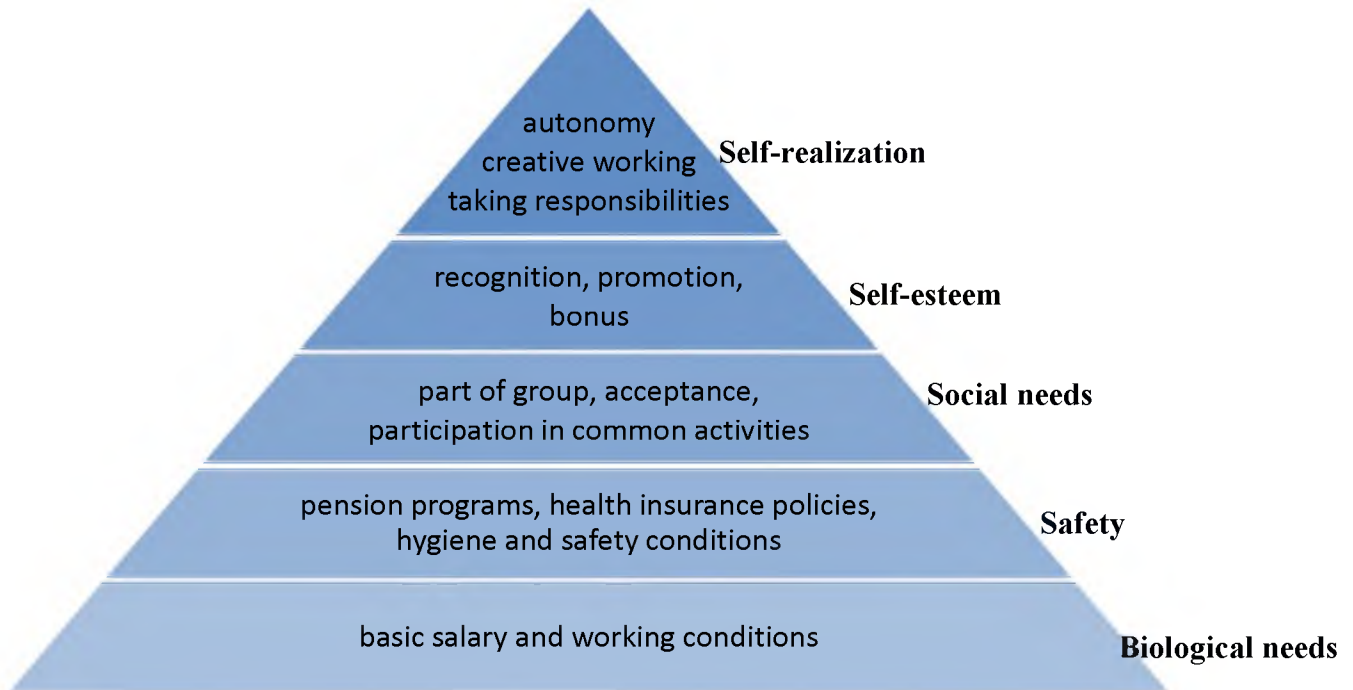 autonomy
creative working
taking responsibilities
Self-realization
recognition, promotion,
bonus
Self-esteem
part of group, acceptance,
participation in common activities
Social needs
pension programs, health insurance policies,
hygiene and safety conditions
Safety
basic salary and working conditions
Biological needs